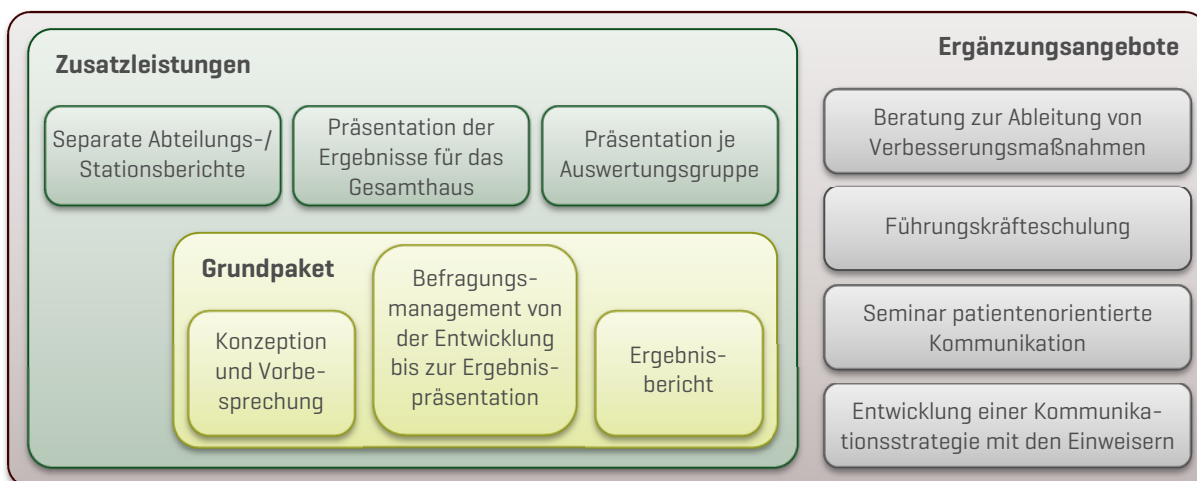 Zusatzleistungen
Separate Abteilungs-/
Stationsberichte
Präsentation der
Ergebnisse für das
Gesamthaus
Präsentation je
Auswertungsgruppe
Grundpaket
Konzeption
und Vorbe-
sprechung
Befragungs-
management von
der Entwicklung
bis zur Ergebnis-
präsentation
Ergebnis-
bericht
Ergänzungsangebote
Beratung zur Ableitung von
Verbesserungsmaßnahmen
Führungskräfteschulung
Seminar patientenorientierte
Kommunikation
Entwicklung einer Kommunika-
tionsstrategie mit den Einweisern